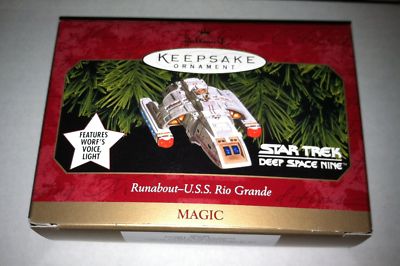 Hallmark
KEEPSAKE
ORNAMENT
FEATURES
WORF'S
VOICE,
LIGHT
STAR TREK
DEEP SPACE NINE
Runabout–U.S.S. Rio Grande
MAGIC